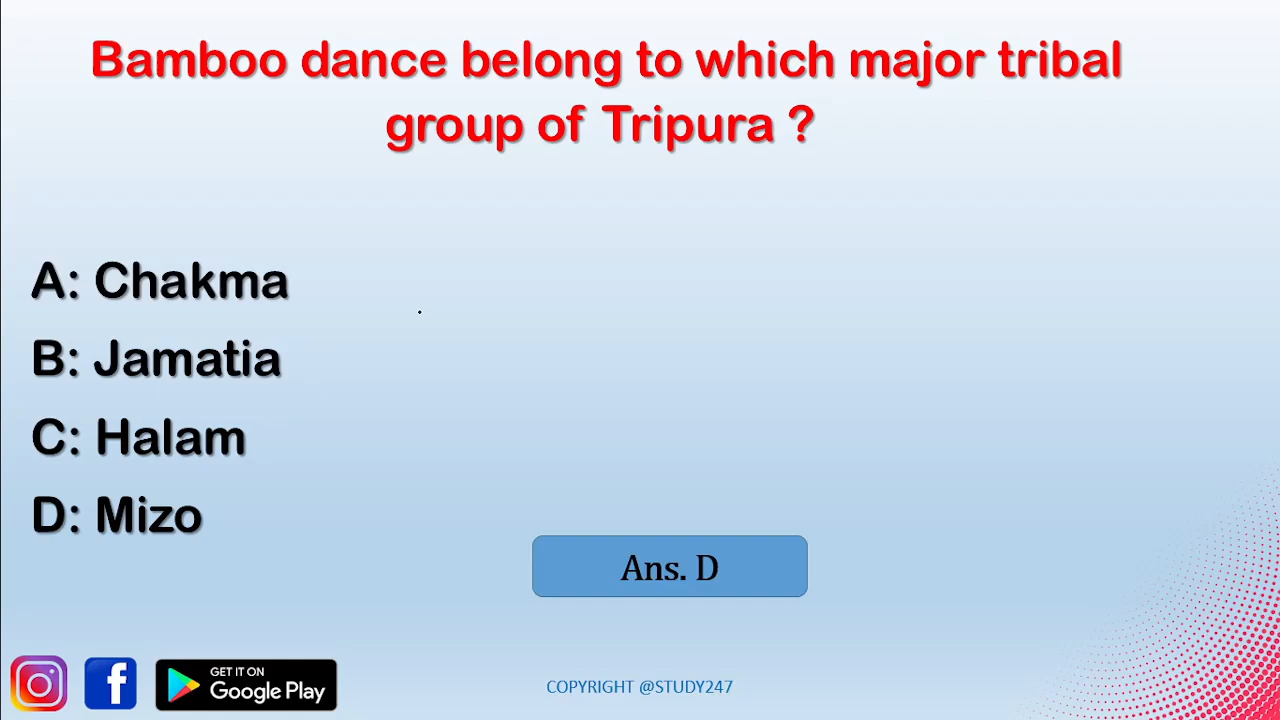 Bamboo dance belong to which major tribal
group of Tripura ?
A: Chakma
B: Jamatia
C: Halam
D: Mizo
Ans. D
GET IT ON
Google Play
COPYRIGHT @STUDY247